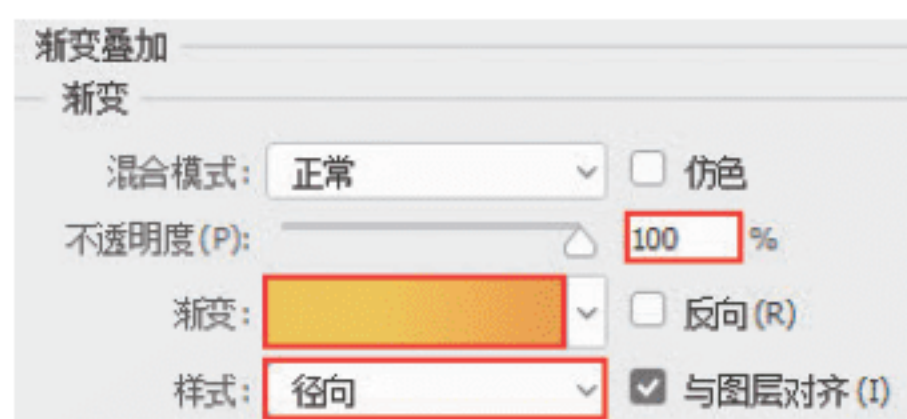 渐变叠加
渐变
混合模式: 正常 仿色
不透明度(P): 100 %
渐变: 反向(R)
样式: 径向 与图层对齐(I)